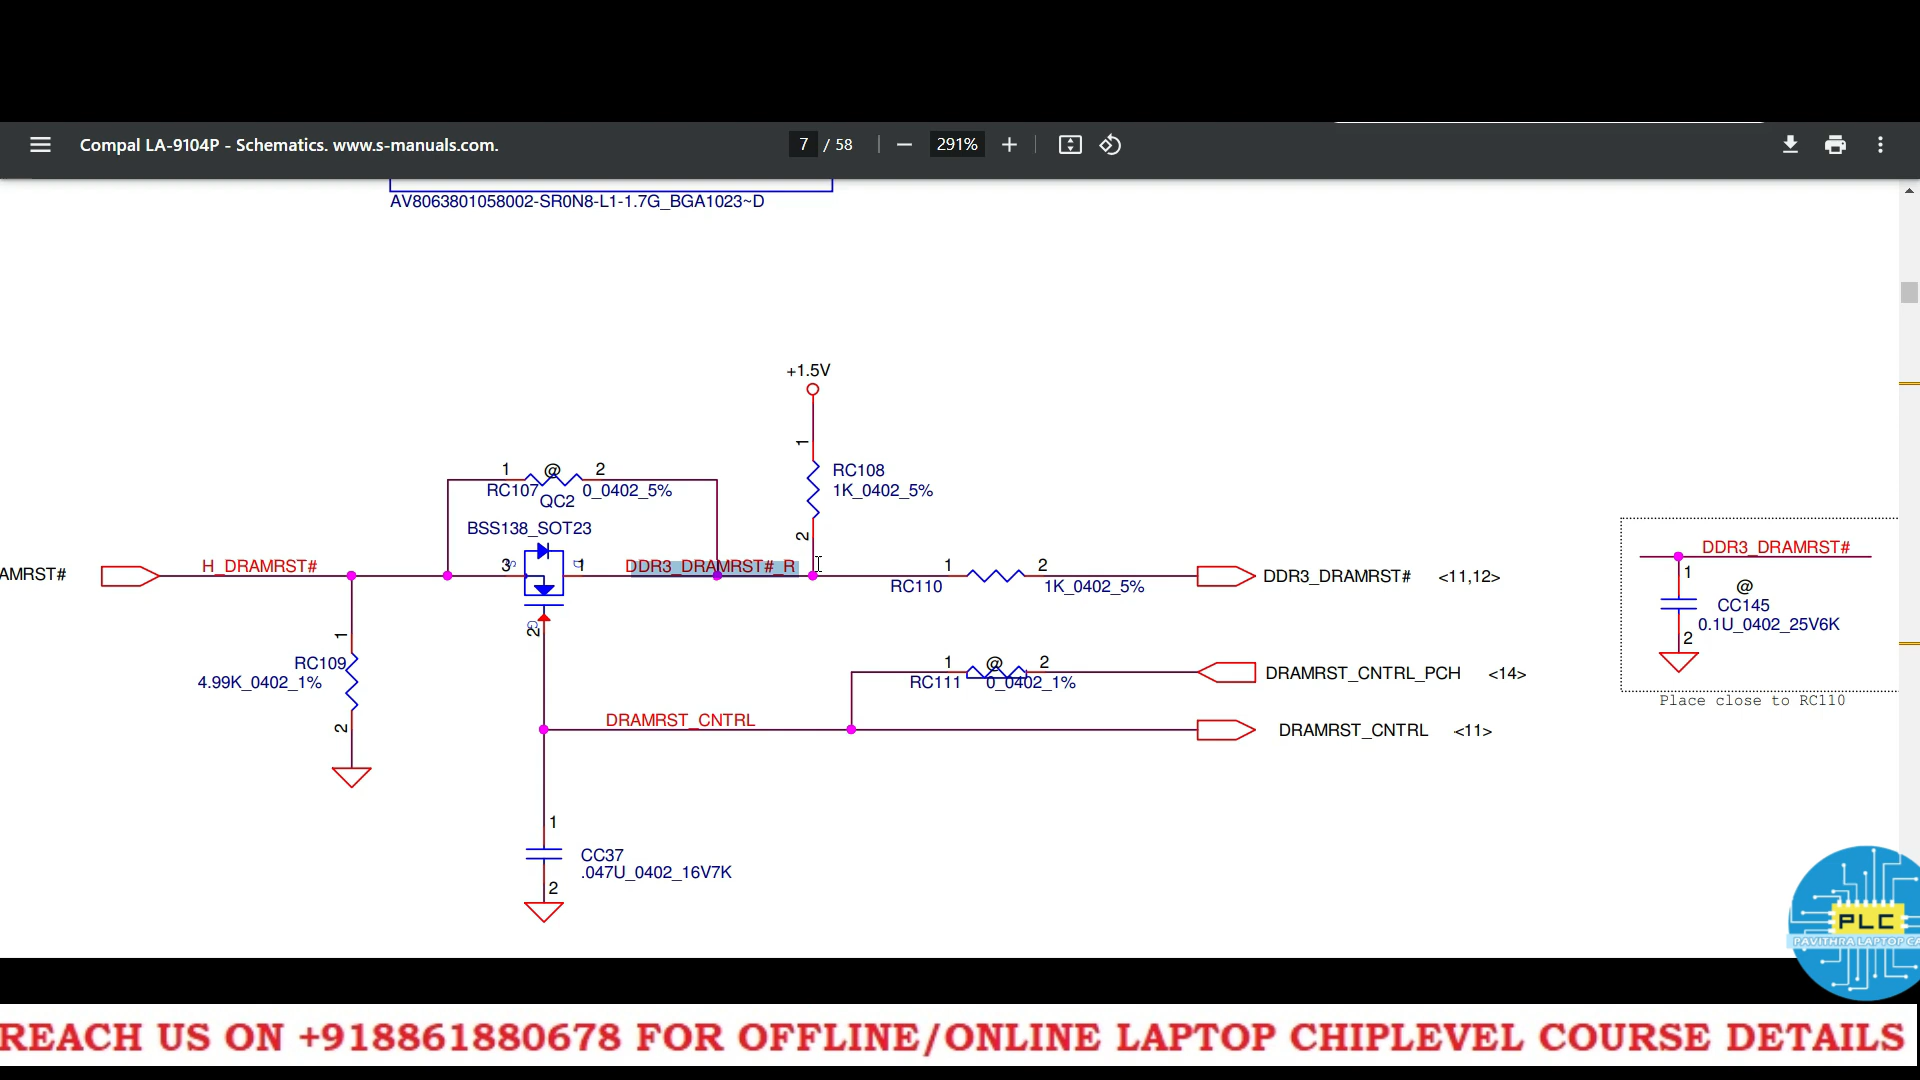 Compal LA-9104P - Schematics. www.s-manuals.com.
7 / 58
291%
AV8063801058002-SR0N8-L1-1.7G_BGA1023~D
+1.5V
1
1 @ 2
RC108
RC107
0_0402_5%
1K_0402_5%
QC2
BSS138_SOT23
2
DDR3_DRAMRST#
AMRST#
H_DRAMRST#
3 S
D 1
DDR3_DRAMRST#_R
1 2
RC110
1K_0402_5%
DDR3_DRAMRST# <11,12>
1
@
CC145
0.1U_0402_25V6K
2
G
2
1
RC109
4.99K_0402_1%
1 @ 2
RC111
0_0402_1%
DRAMRST_CNTRL_PCH <14>
Place close to RC110
2
DRAMRST_CNTRL
DRAMRST_CNTRL <11>
1
CC37
.047U_0402_16V7K
2
PLC
REACH US ON +918861880678 FOR OFFLINE/ONLINE LAPTOP CHIPLEVEL COURSE DETAILS